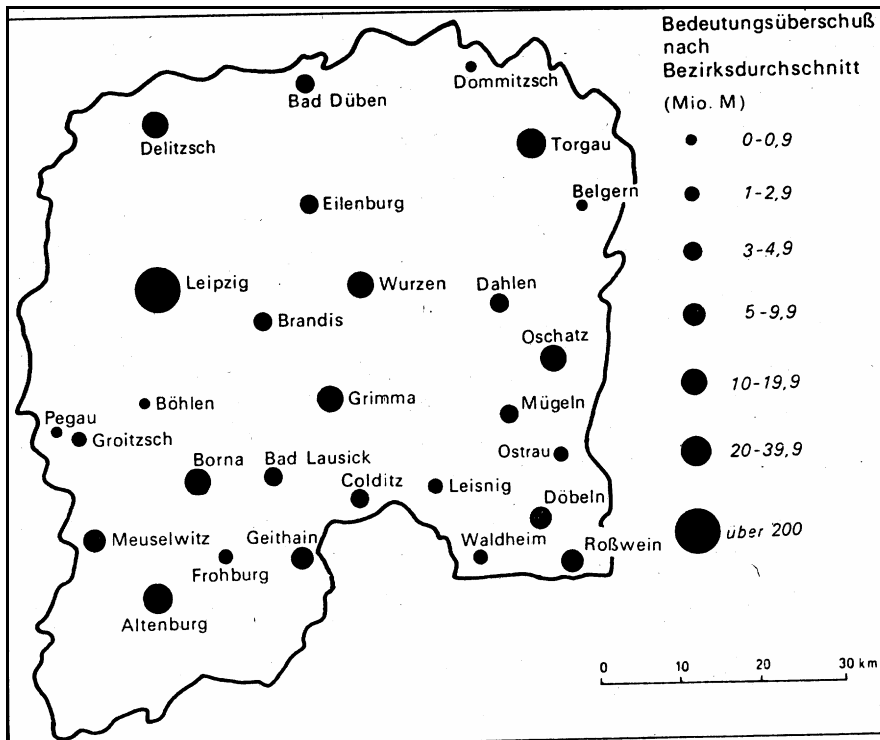 Bedeutungsüberschuß
nach
Bezirksdurchschnitt
(Mio. M)
0-0,9
1-2,9
3-4,9
5-9,9
10-19,9
20-39,9
über 200
Dommitzsch
Bad Düben
Delitzsch
Torgau
Belgern
Eilenburg
Leipzig
Wurzen
Dahlen
Brandis
Oschatz
Grimma
Böhlen
Mügeln
Pegau
Groitzsch
Ostrau
Borna
Bad Lausick
Colditz
Leisnig
Döbeln
Meuselwitz
Geithain
Waldheim
Roßwein
Frohburg
Altenburg
0 10 20 30 km